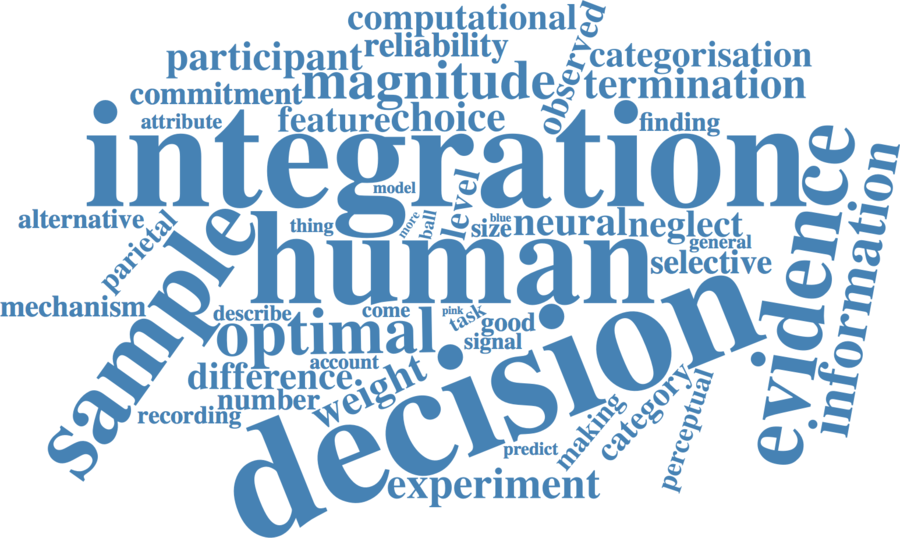 computational
observed
participant
reliability
categorisation
commitment
magnitude
termination
attribute
feature
choice
finding
integration
model
evidence
information
alternative
parietal
thing
more
ball
level
size
blue
neural
neglect
general
sample
human
selective
mechanism
describe
come
pink
task
good
optimal
signal
decision
account
difference
weight
number
recording
making
category
perceptual
predict
experiment